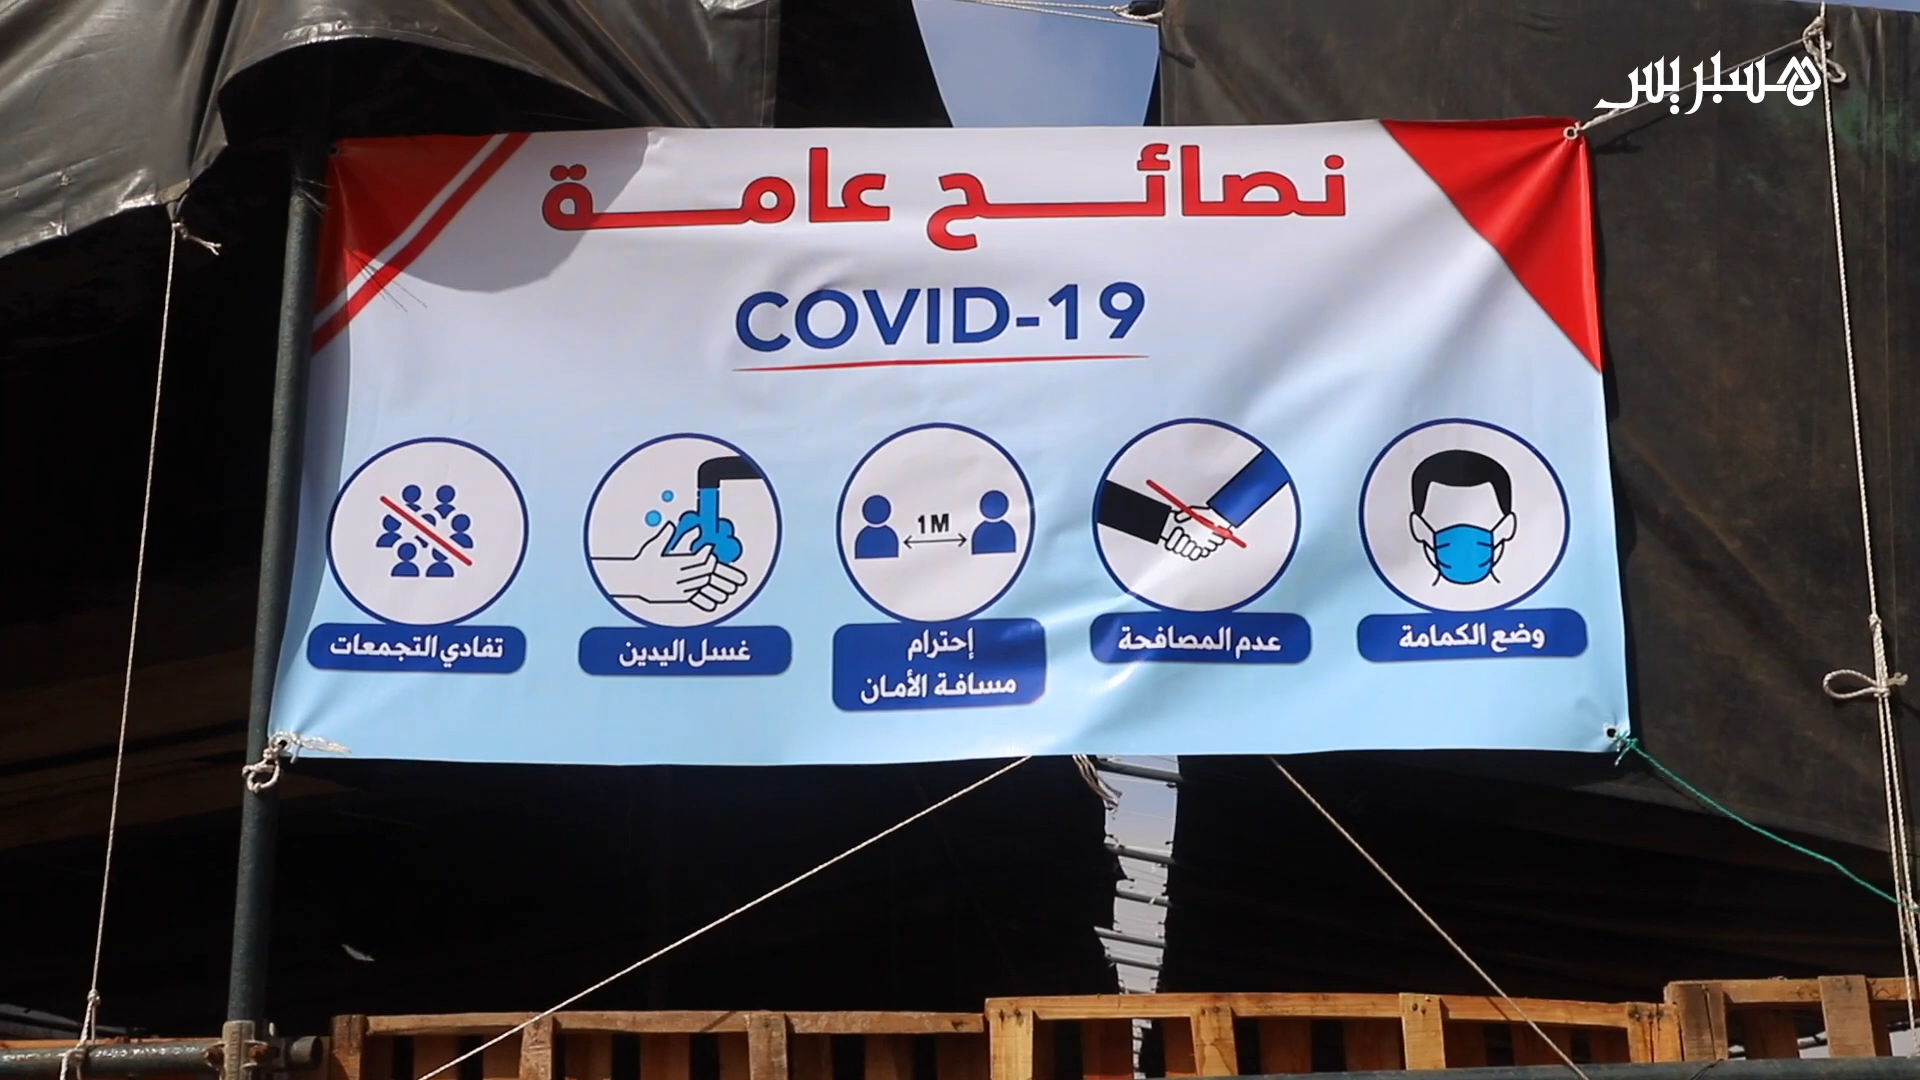 هسبريس
نصائح عامة
COVID-19
1M
وضع الكمامة
عدم المصافحة
إحترام
مسافة الأمان
غسل اليدين
تفادي التجمعات